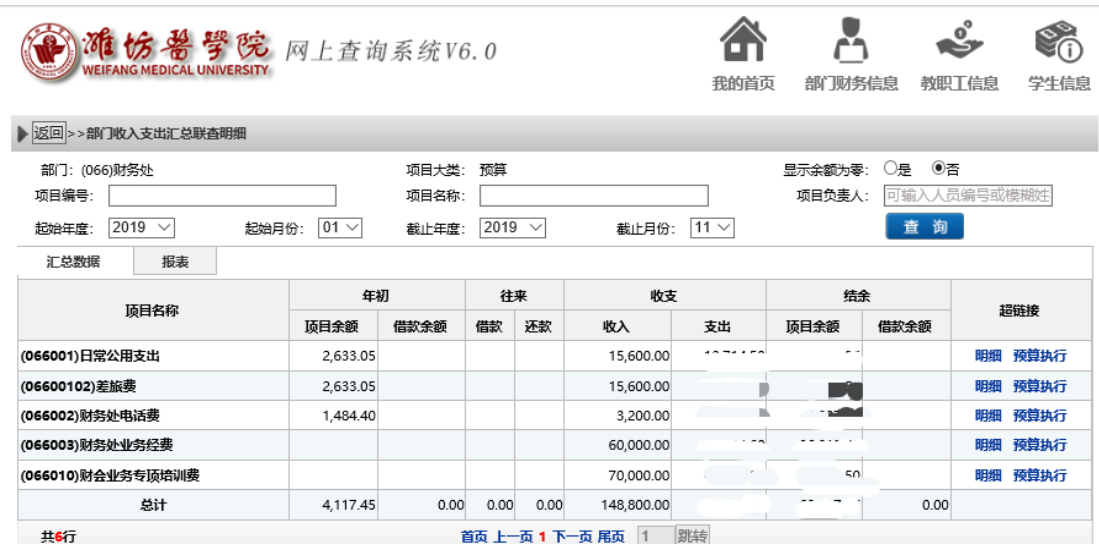 潍坊醫學院 网上查询系统V6.0
WEIFANG MEDICAL UNIVERSITY
我的首页 部门财务信息 教职工信息 学生信息
返回>>部门收入支出汇总联查明细
部门: (066)财务处 项目大类: 预算 显示余额为零: 是 否
项目编号: 项目名称: 项目负责人: 可输入人员编号或模糊姓
起始年度: 2019 起始月份: 01 截止年度: 2019 截止月份: 11 查 询
汇总数据 报表
项目名称 年初 往来 收支 结余 超链接
项目余额 借款余额 借款 还款 收入 支出 项目余额 借款余额
(066001)日常公用支出 2,633.05 15,600.00 明细 预算执行
(06600102)差旅费 2,633.05 15,600.00 明细 预算执行
(066002)财务处电话费 1,484.40 3,200.00 明细 预算执行
(066003)财务处业务经费 60,000.00 明细 预算执行
(066010)财会业务专项培训费 70,000.00 50 明细 预算执行
总计 4,117.45 0.00 0.00 0.00 148,800.00 0.00
共6行 首页 上一页 1 下一页 尾页 1 跳转